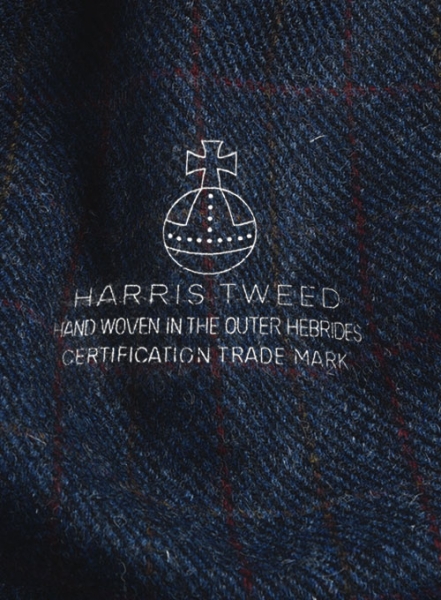 HARRIS TWEED
HAND WOVEN IN THE OUTER HEBRIDES
CERTIFICATION TRADE MARK